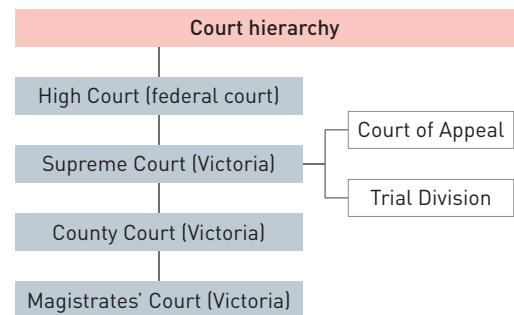 Court hierarchy
High Court (federal court)
Supreme Court (Victoria)
Court of Appeal
Trial Division
County Court (Victoria)
Magistrates' Court (Victoria)